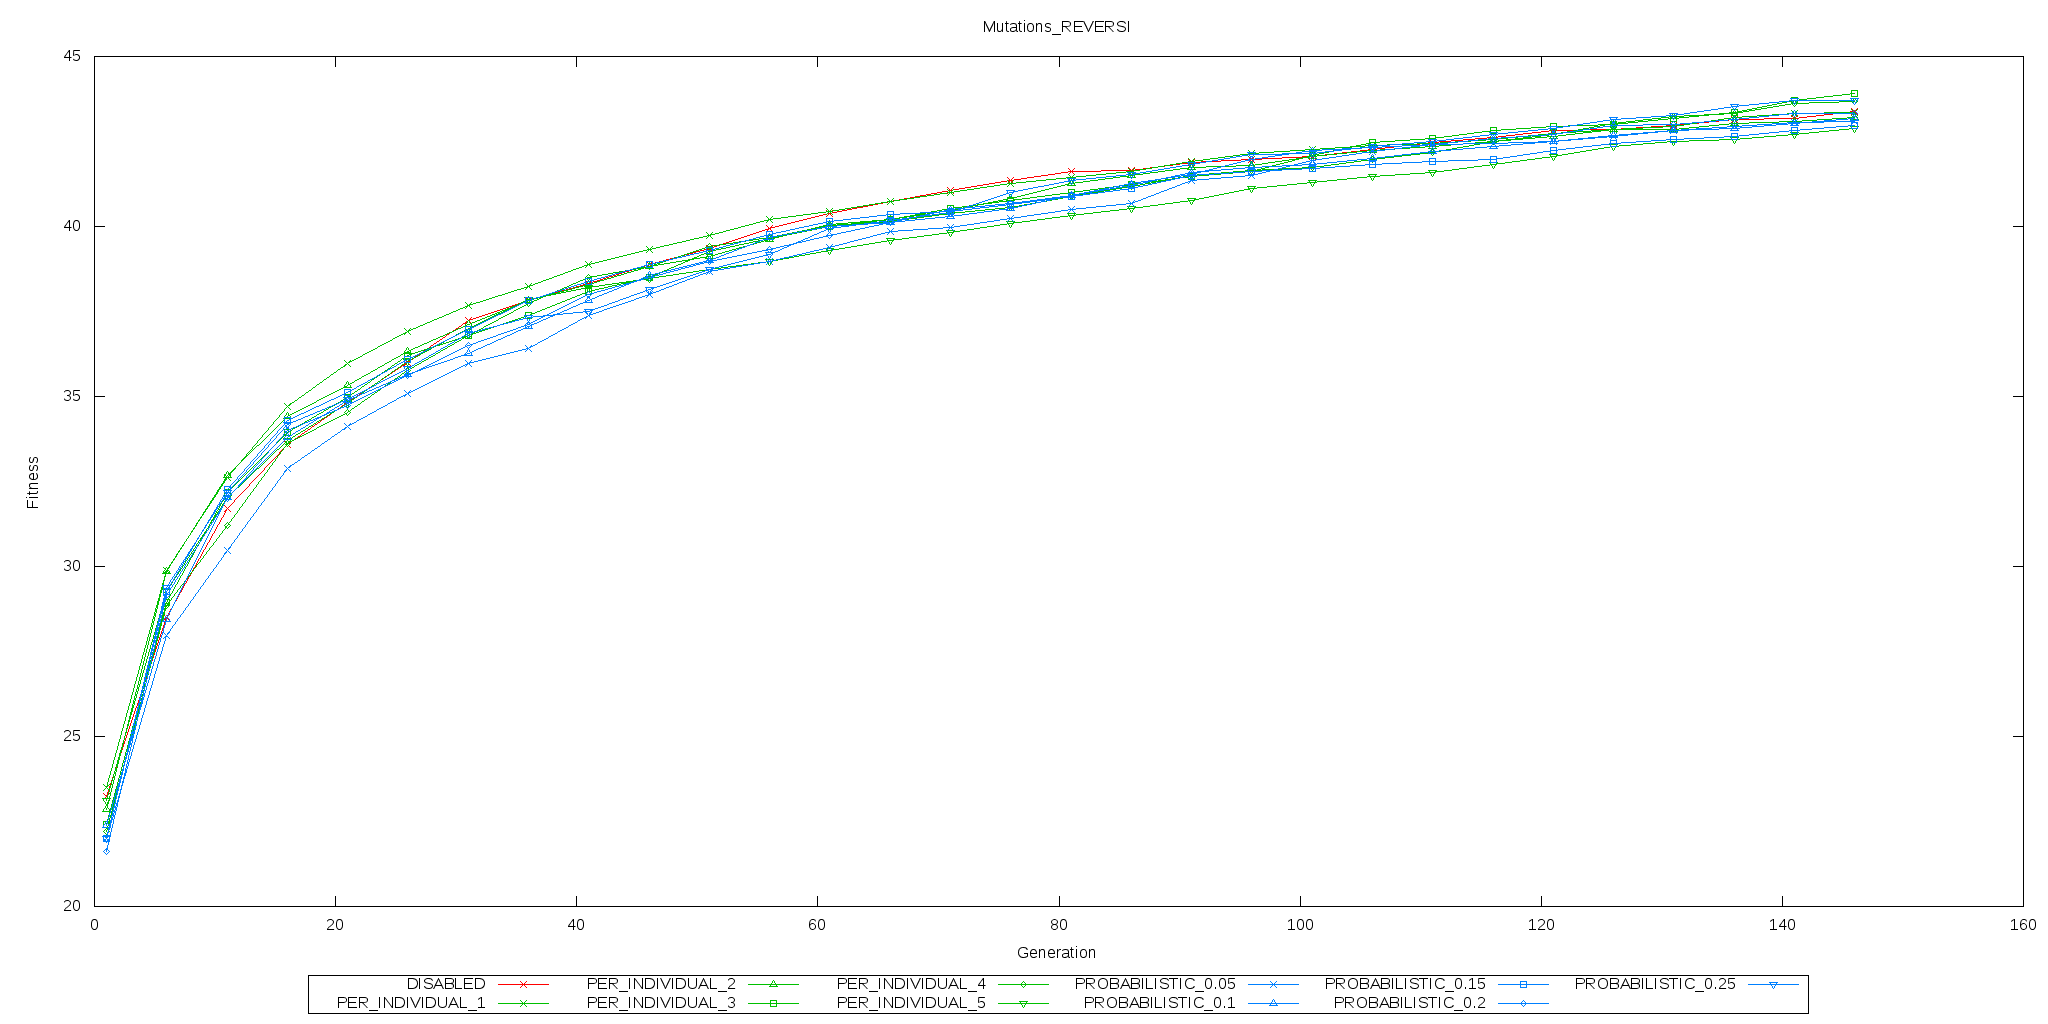 Mutations_REVERSI
45
40
35
30
25
20
Fitness
0 20 40 60 80 100 120 140 160
Generation
DISABLED PER_INDIVIDUAL_2 PER_INDIVIDUAL_4 PROBABILISTIC_0.05 PROBABILISTIC_0.15 PROBABILISTIC_0.25
PER_INDIVIDUAL_1 PER_INDIVIDUAL_3 PER_INDIVIDUAL_5 PROBABILISTIC_0.1 PROBABILISTIC_0.2